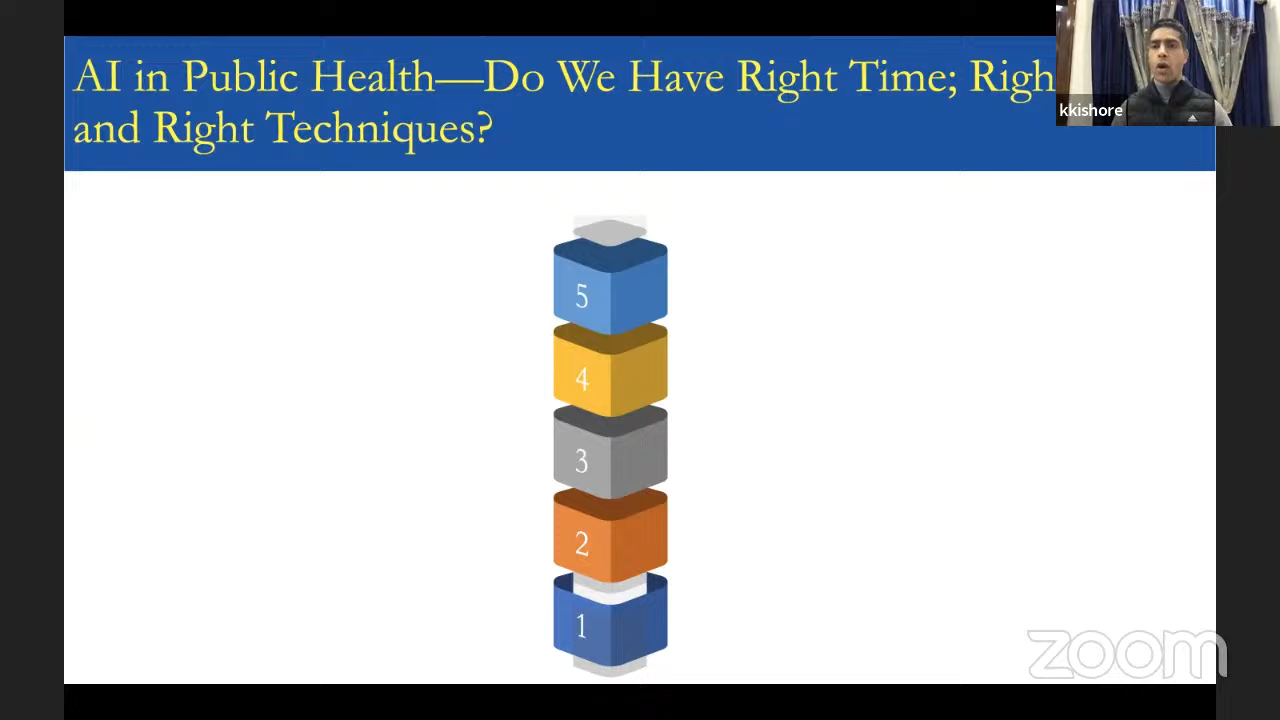 AI in Public Health—Do We Have Right Time; Righ
and Right Techniques?
kkishore
5
4
3
2
1
zoom